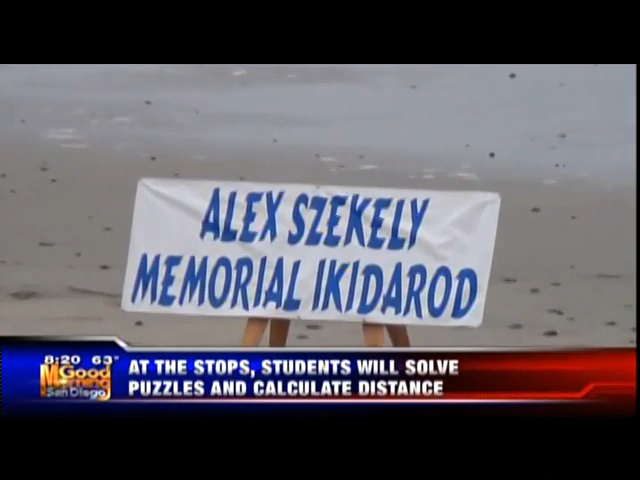 ALEX SZEKELY
MEMORIAL IKIDAROD
8:20 63°
Good
Morning
San Diego
AT THE STOPS, STUDENTS WILL SOLVE
PUZZLES AND CALCULATE DISTANCE